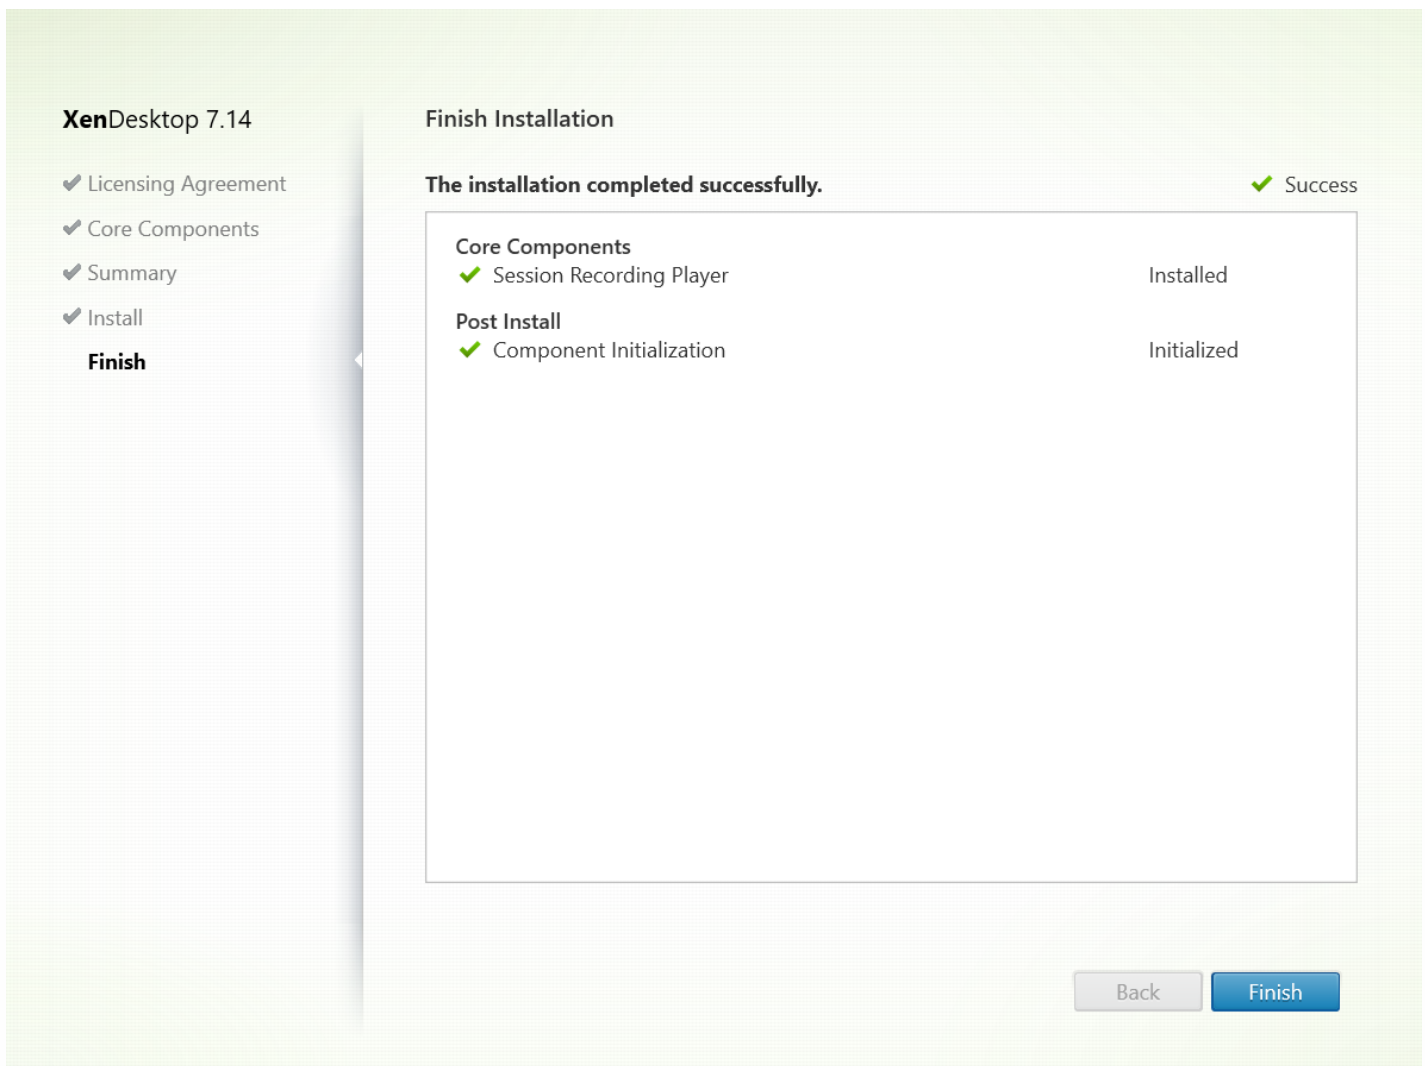 XenDesktop 7.14
Licensing Agreement
Core Components
Summary
Install
Finish
Finish Installation
The installation completed successfully.
Success
Core Components
Session Recording Player
Installed
Post Install
Component Initialization
Initialized
Back
Finish